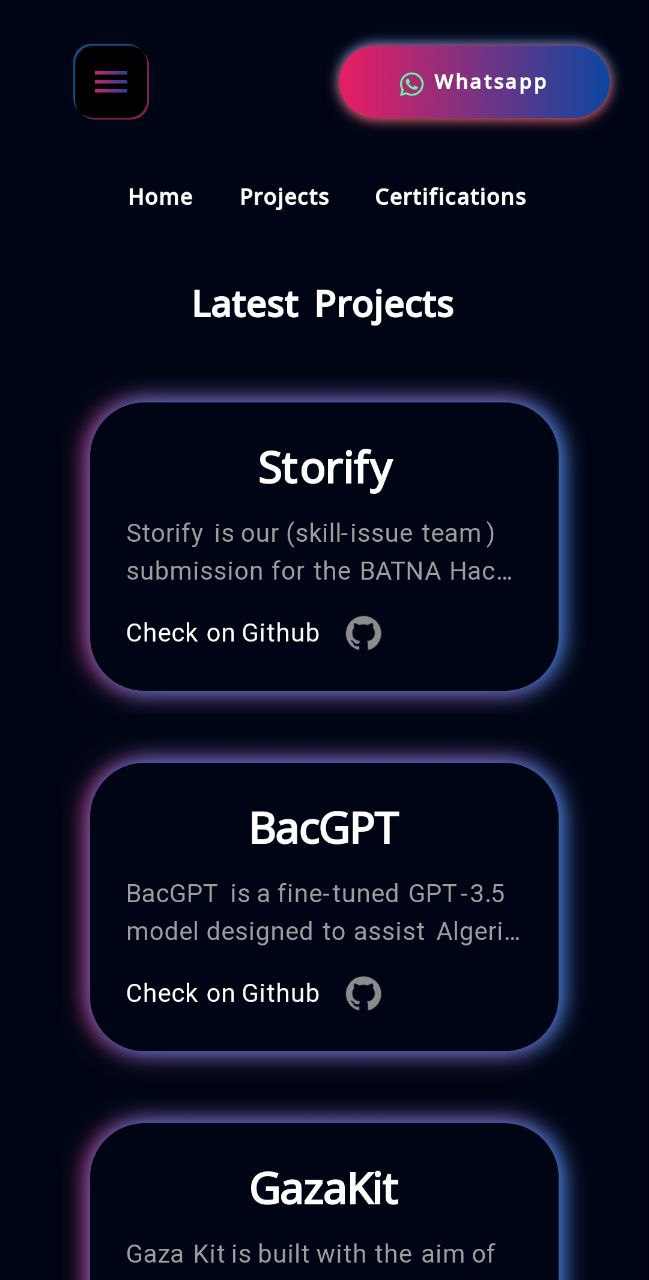 Whatsapp
Home Projects Certifications
Latest Projects
Storify
Storify is our (skill-issue team)
submission for the BATNA Hac...
Check on Github
BacGPT
BacGPT is a fine-tuned GPT-3.5
model designed to assist Algeri...
Check on Github
GazaKit
Gaza Kit is built with the aim of